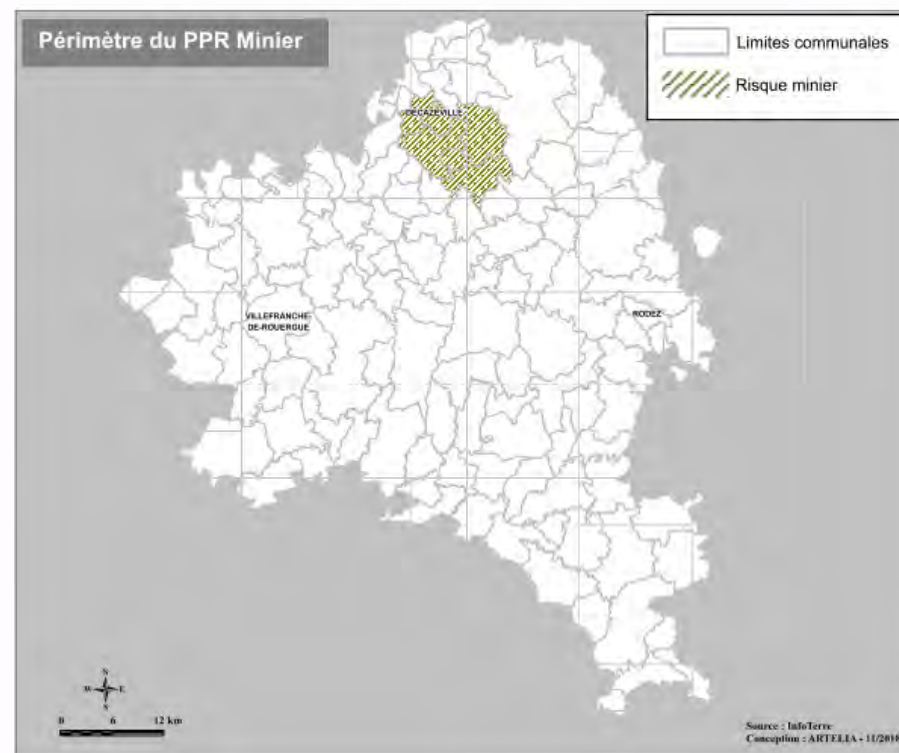 Périmètre du PPR Minier
Limites communales
Risque minier
DECAZEVILLE
VILLEFRANCHE-
DE-ROUERGUE
RODEZ
N
W E
S
0 6 12 km
Source : InfoTerre
Conception : ARTELIA - 11/2018